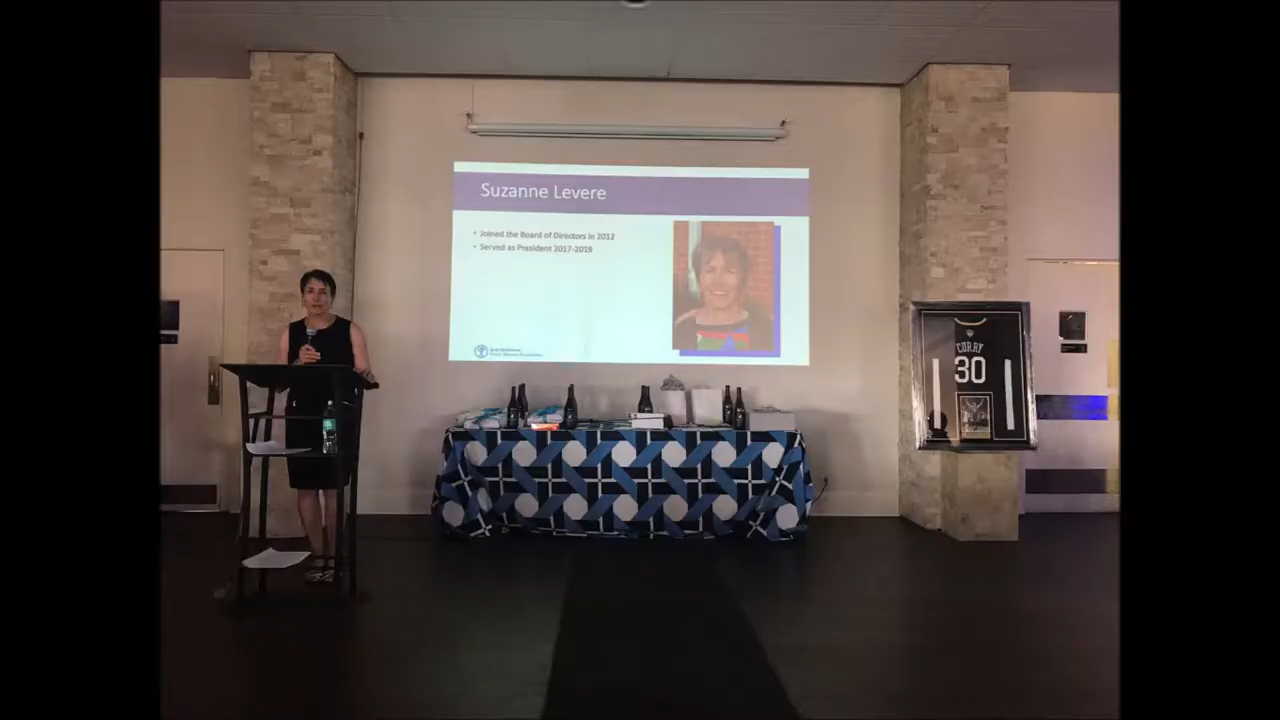 Suzanne Levere
• Joined the Board of Directors in 2012
• Served as President 2017-2019
CURRY
30